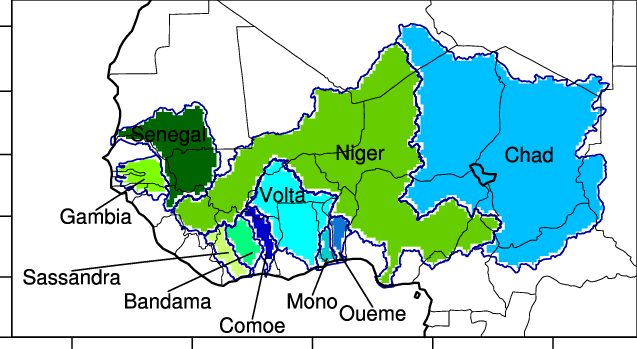 Senegal
Niger
Chad
Volta
Gambia
Sassandra
Bandama
Mono
Oueme
Comoe